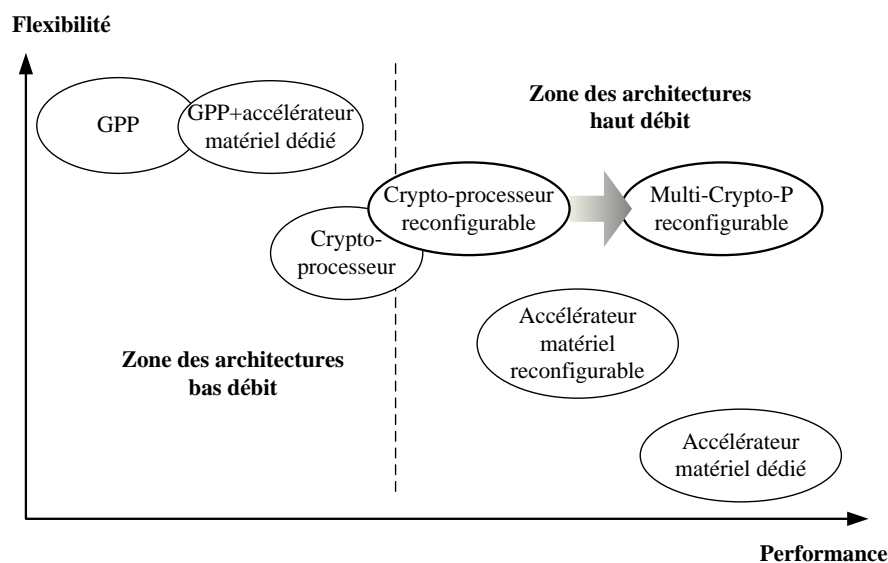 Flexibilité
Zone des architectures
haut débit
GPP
GPP+accélérateur
matériel dédié
Crypto-processeur
reconfigurable
Multi-Crypto-P
reconfigurable
Crypto-
processeur
Accélérateur
matériel
reconfigurable
Zone des architectures
bas débit
Accélérateur
matériel dédié
Performance